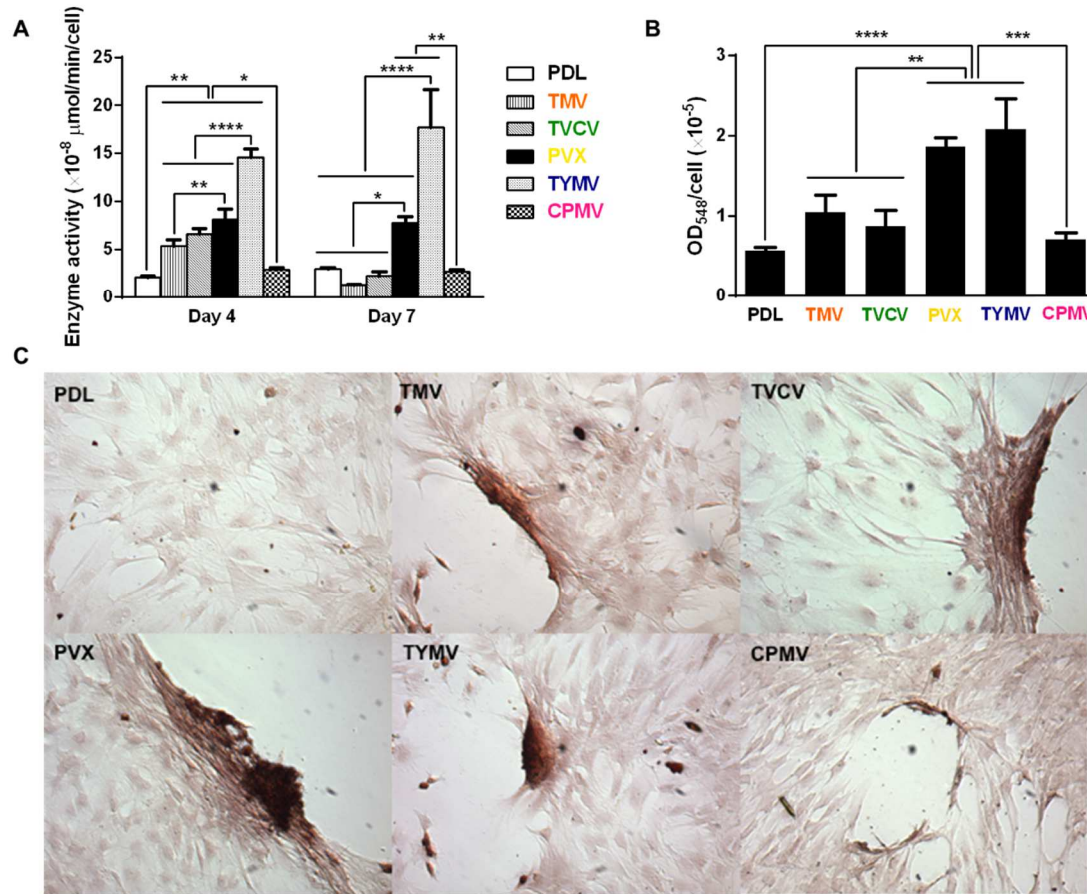 A
Enzyme activity (×10⁻⁸ μmol/min/cell)
25
20
15
10
5
0
** * **** ** 
** **** *
Day 4 Day 7
PDL
TMV
TVCV
PVX
TYMV
CPMV
B
OD₅₄₈/cell (×10⁻⁵)
3
2
1
0
**** ***
**
PDL TMV TVCV PVX TYMV CPMV
C
PDL TMV TVCV
PVX TYMV CPMV